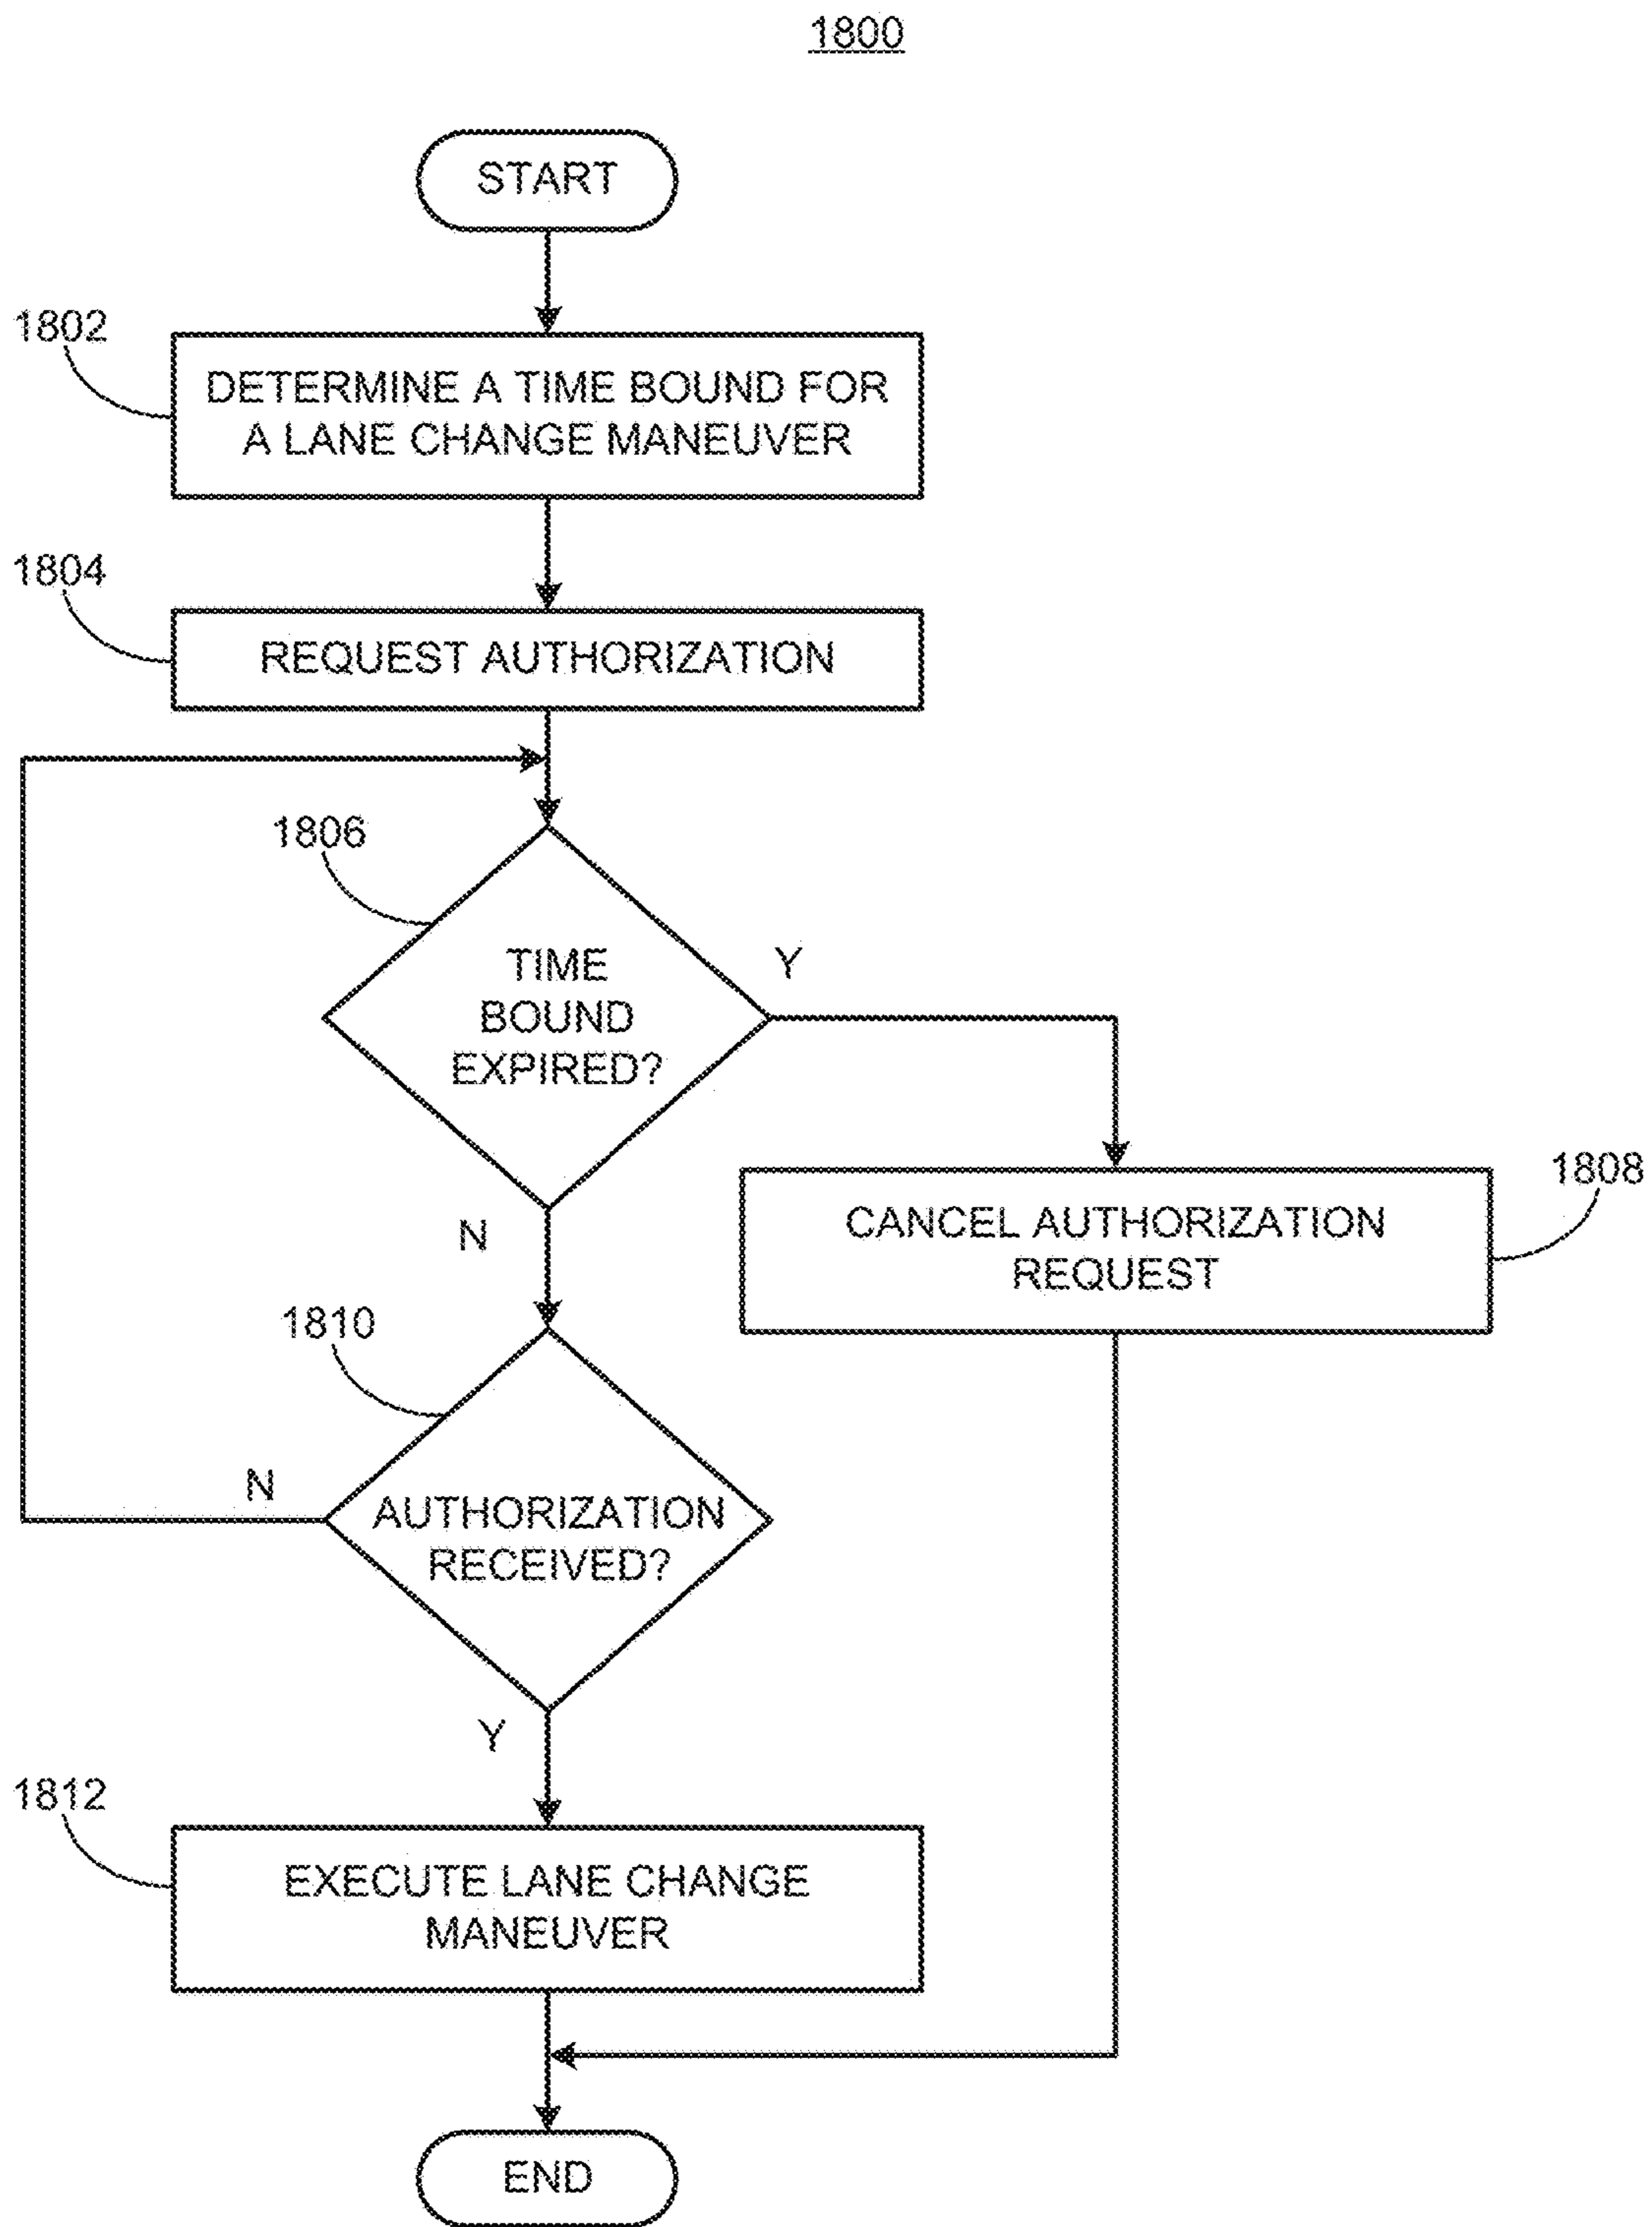 1800
START
1802
DETERMINE A TIME BOUND FOR
A LANE CHANGE MANEUVER
1804
REQUEST AUTHORIZATION
1806
TIME
BOUND
EXPIRED?
Y
N
1808
CANCEL AUTHORIZATION
REQUEST
1810
AUTHORIZATION
RECEIVED?
N
Y
1812
EXECUTE LANE CHANGE
MANEUVER
END